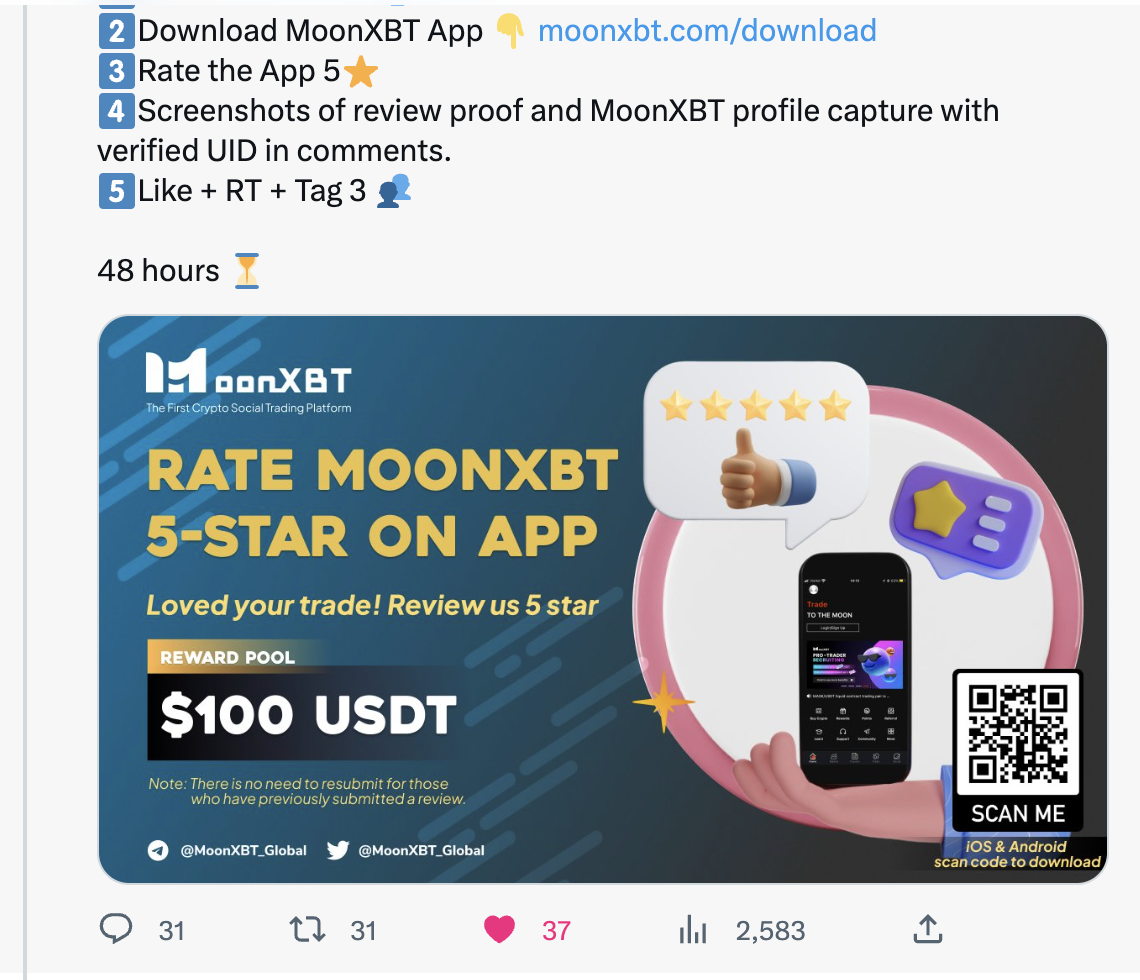 2 Download MoonXBT App 👇 moonxbt.com/download
3 Rate the App 5⭐
4 Screenshots of review proof and MoonXBT profile capture with
verified UID in comments.
5 Like + RT + Tag 3 👥
48 hours ⏳
MoonXBT
The First Crypto Social Trading Platform
RATE MOONXBT
5-STAR ON APP
Loved your trade! Review us 5 star
REWARD POOL
$100 USDT
Note: There is no need to resubmit for those
who have previously submitted a review.
@MoonXBT_Global @MoonXBT_Global
Trade
TO THE MOON
PRO-TRADER
RECRUITING
SCAN ME
iOS & Android
scan code to download
31 31 37 2,583